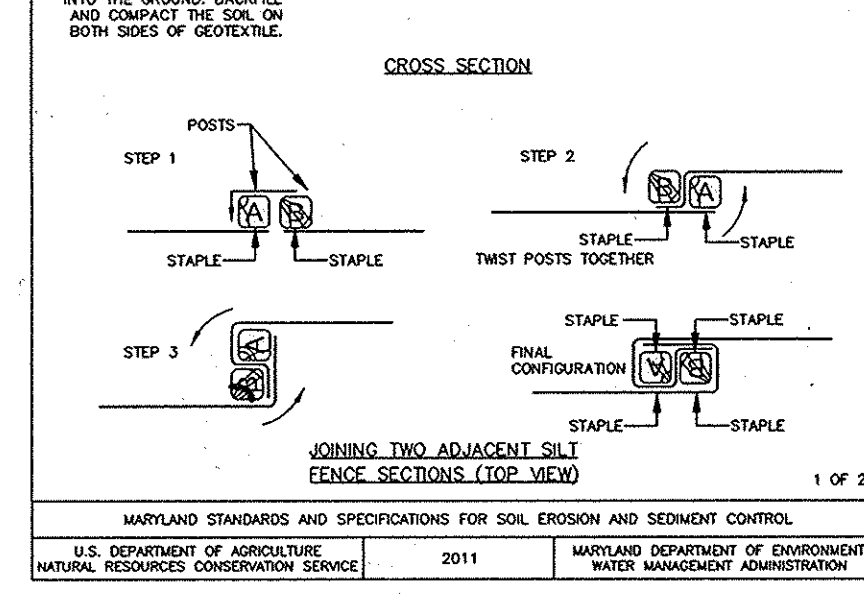 INTO THE GROUND. BACKFILL
AND COMPACT THE SOIL ON
BOTH SIDES OF GEOTEXTILE.
CROSS SECTION
POSTS
STEP 1
A
B
STAPLE
STAPLE
STEP 2
B
A
STAPLE
STAPLE
TWIST POSTS TOGETHER
STEP 3
A
B
STAPLE
STAPLE
FINAL
CONFIGURATION
A
B
STAPLE
STAPLE
JOINING TWO ADJACENT SILT
FENCE SECTIONS (TOP VIEW)
1 OF 2
MARYLAND STANDARDS AND SPECIFICATIONS FOR SOIL EROSION AND SEDIMENT CONTROL
U.S. DEPARTMENT OF AGRICULTURE
NATURAL RESOURCES CONSERVATION SERVICE
2011
MARYLAND DEPARTMENT OF ENVIRONMENT
WATER MANAGEMENT ADMINISTRATION